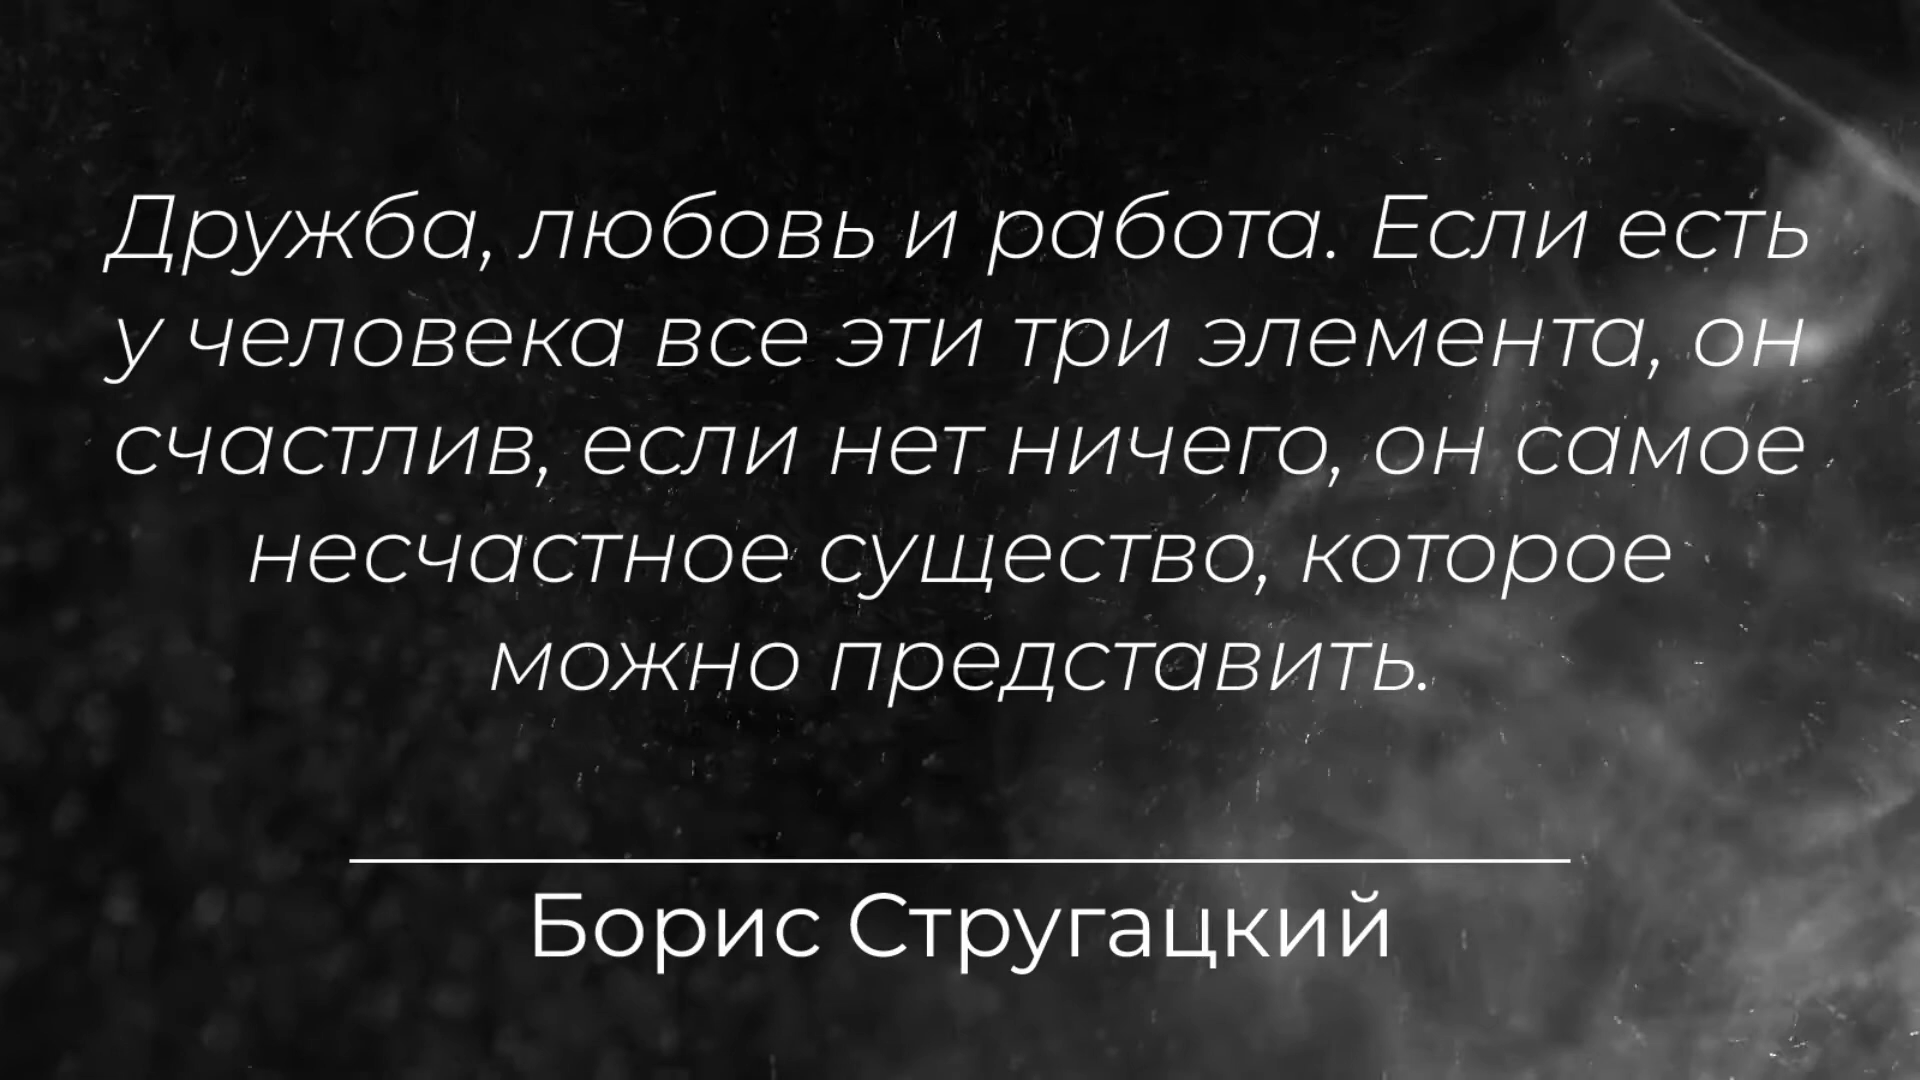 Дружба, любовь и работа. Если есть
у человека все эти три элемента, он
счастлив, если нет ничего, он самое
несчастное существо, которое
можно представить.
Борис Стругацкий